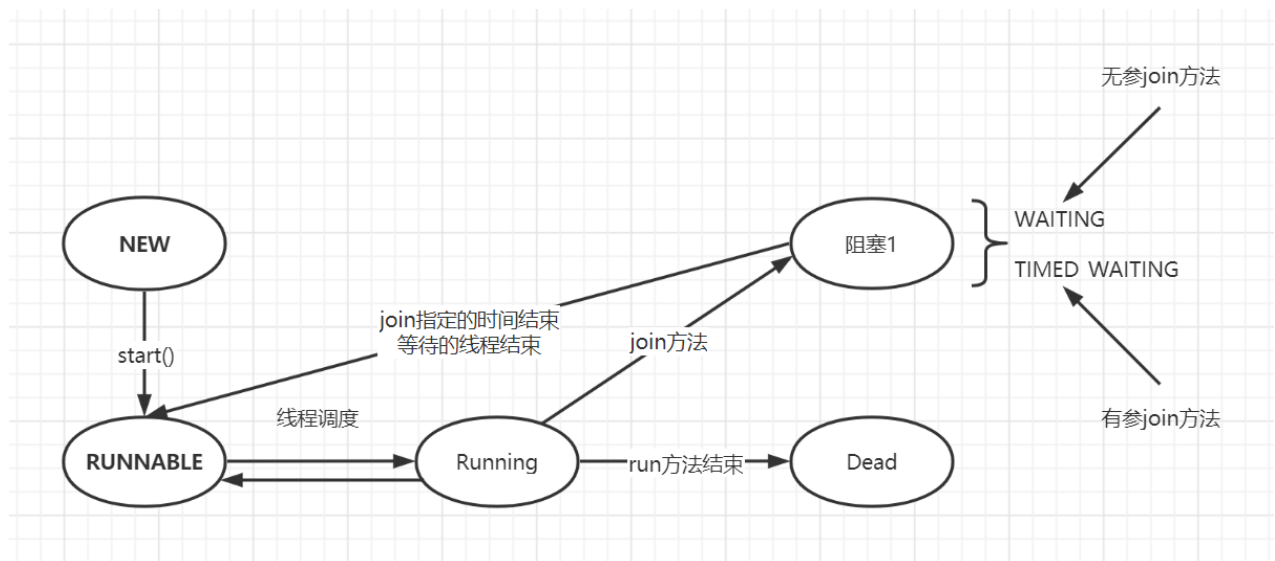 无参join方法
NEW
阻塞1
WAITING
TIMED WAITING
join指定的时间结束
等待的线程结束
join方法
start()
线程调度
有参join方法
RUNNABLE
Running
run方法结束
Dead